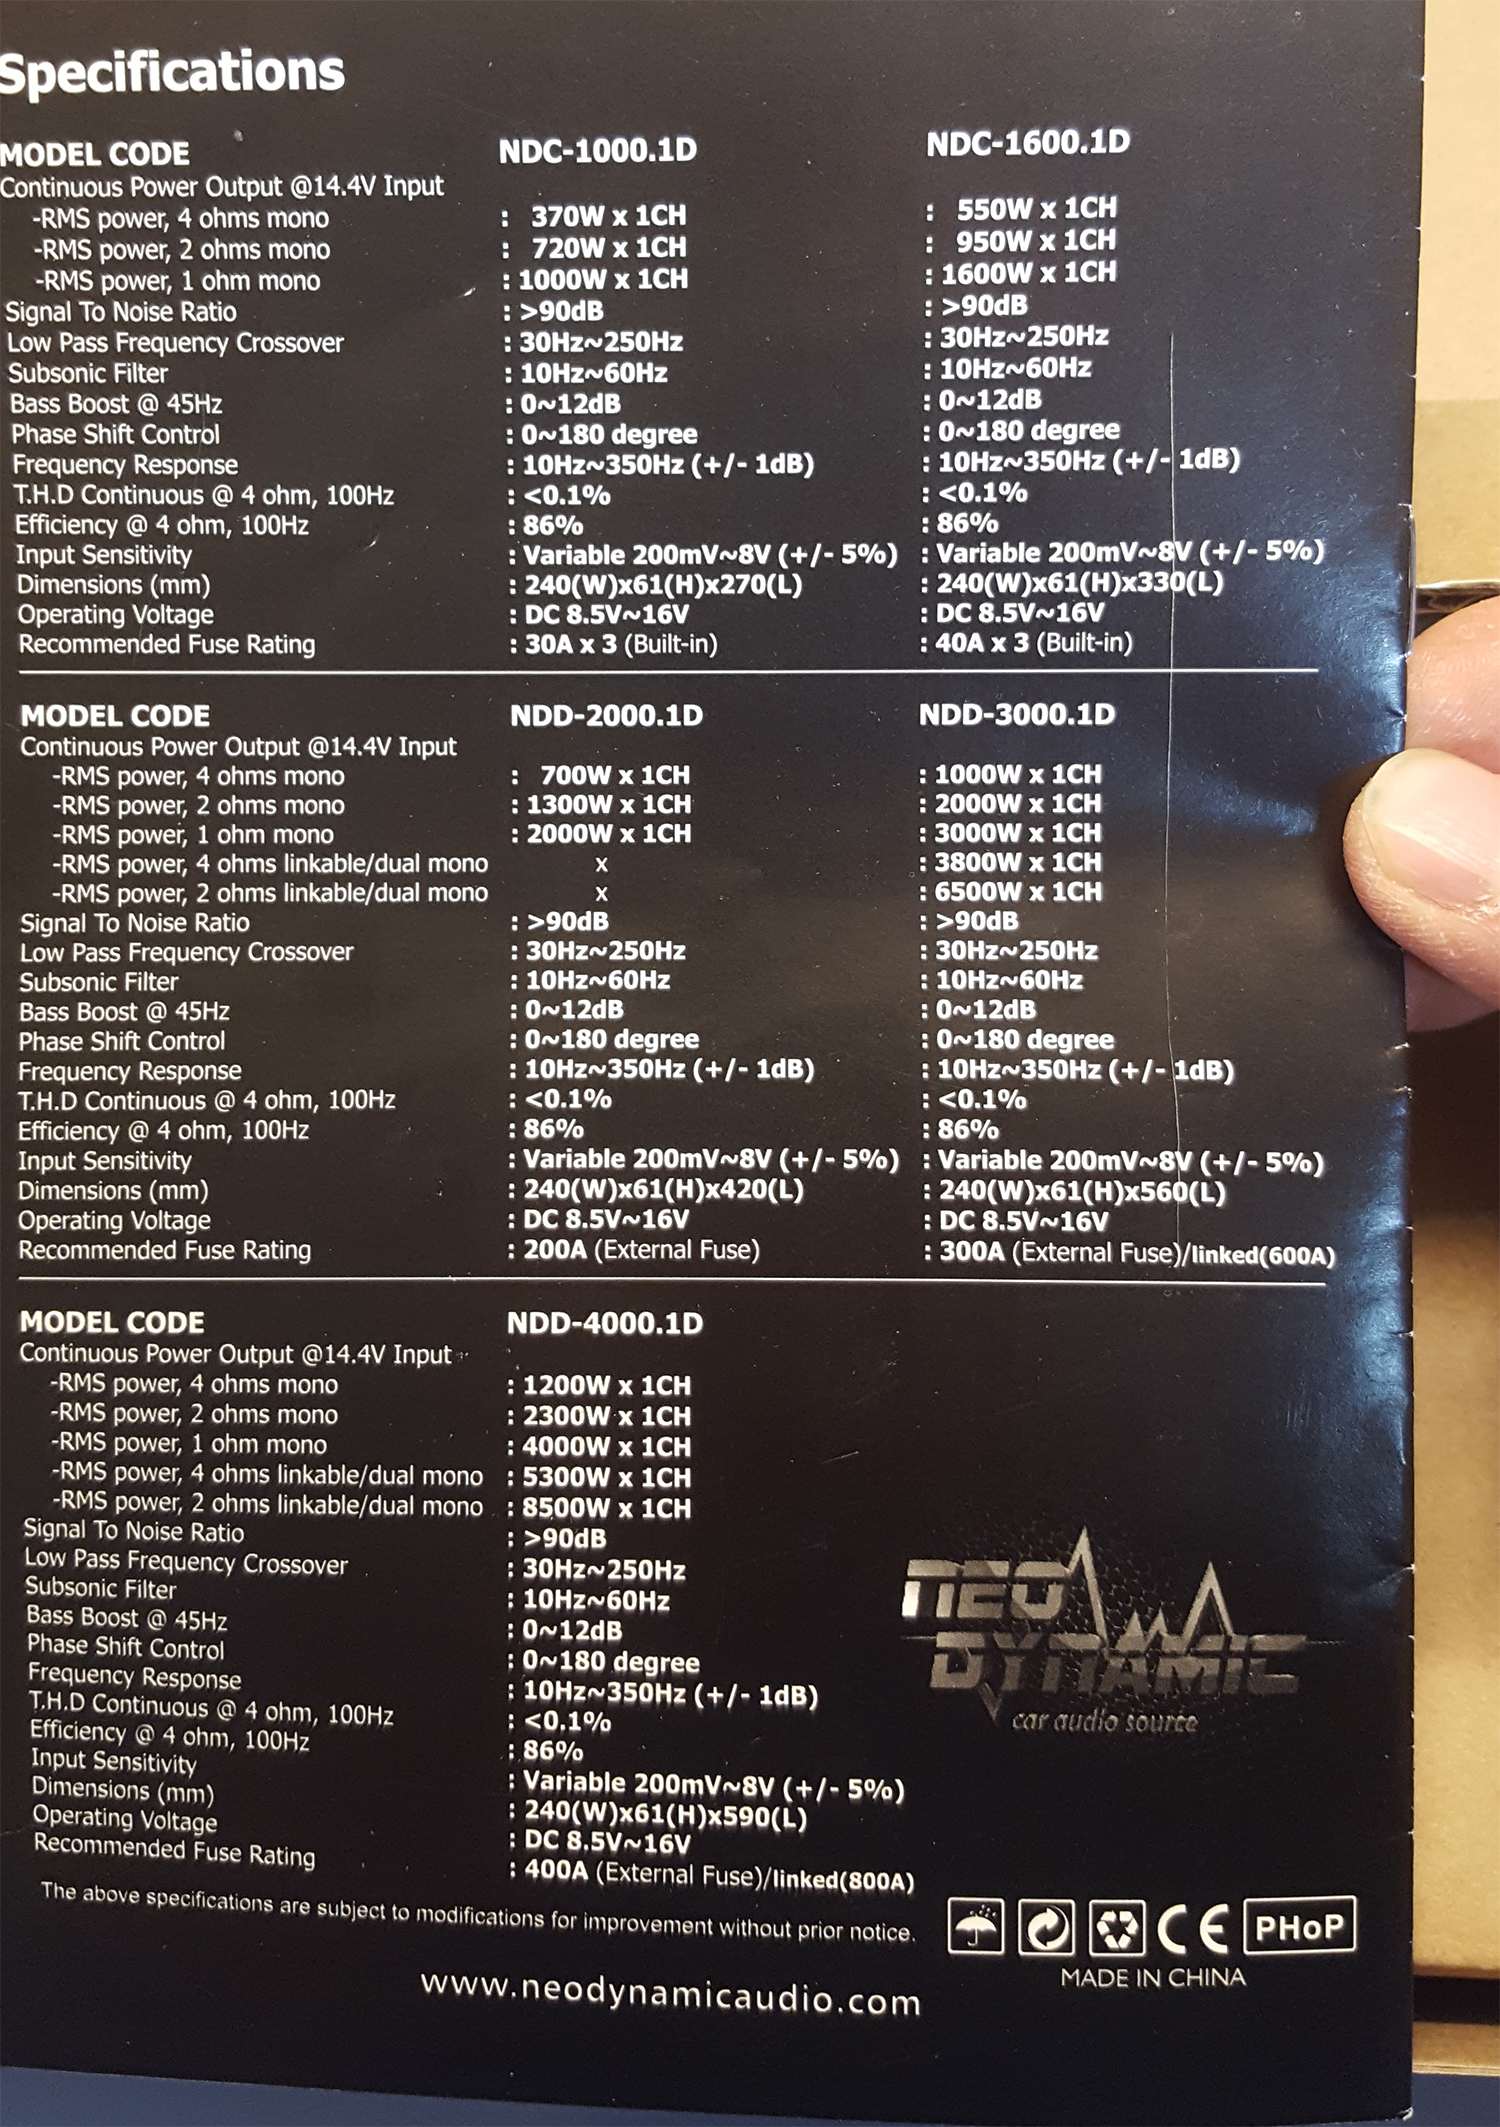 Specifications
MODEL CODE NDC-1000.1D NDC-1600.1D
Continuous Power Output @14.4V Input
-RMS power, 4 ohms mono : 370W x 1CH : 550W x 1CH
-RMS power, 2 ohms mono : 720W x 1CH : 950W x 1CH
-RMS power, 1 ohm mono : 1000W x 1CH : 1600W x 1CH
Signal To Noise Ratio : >90dB : >90dB
Low Pass Frequency Crossover : 30Hz~250Hz : 30Hz~250Hz
Subsonic Filter : 10Hz~60Hz : 10Hz~60Hz
Bass Boost @ 45Hz : 0~12dB : 0~12dB
Phase Shift Control : 0~180 degree : 0~180 degree
Frequency Response : 10Hz~350Hz (+/- 1dB) : 10Hz~350Hz (+/- 1dB)
T.H.D Continuous @ 4 ohm, 100Hz : <0.1% : <0.1%
Efficiency @ 4 ohm, 100Hz : 86% : 86%
Input Sensitivity : Variable 200mV~8V (+/- 5%) : Variable 200mV~8V (+/- 5%)
Dimensions (mm) : 240(W)x61(H)x270(L) : 240(W)x61(H)x330(L)
Operating Voltage : DC 8.5V~16V : DC 8.5V~16V
Recommended Fuse Rating : 30A x 3 (Built-in) : 40A x 3 (Built-in)
MODEL CODE NDD-2000.1D NDD-3000.1D
Continuous Power Output @14.4V Input
-RMS power, 4 ohms mono : 700W x 1CH : 1000W x 1CH
-RMS power, 2 ohms mono : 1300W x 1CH : 2000W x 1CH
-RMS power, 1 ohm mono : 2000W x 1CH : 3000W x 1CH
-RMS power, 4 ohms linkable/dual mono x : 3800W x 1CH
-RMS power, 2 ohms linkable/dual mono x : 6500W x 1CH
Signal To Noise Ratio : >90dB : >90dB
Low Pass Frequency Crossover : 30Hz~250Hz : 30Hz~250Hz
Subsonic Filter : 10Hz~60Hz : 10Hz~60Hz
Bass Boost @ 45Hz : 0~12dB : 0~12dB
Phase Shift Control : 0~180 degree : 0~180 degree
Frequency Response : 10Hz~350Hz (+/- 1dB) : 10Hz~350Hz (+/- 1dB)
T.H.D Continuous @ 4 ohm, 100Hz : <0.1% : <0.1%
Efficiency @ 4 ohm, 100Hz : 86% : 86%
Input Sensitivity : Variable 200mV~8V (+/- 5%) : Variable 200mV~8V (+/- 5%)
Dimensions (mm) : 240(W)x61(H)x420(L) : 240(W)x61(H)x560(L)
Operating Voltage : DC 8.5V~16V : DC 8.5V~16V
Recommended Fuse Rating : 200A (External Fuse) : 300A (External Fuse)/linked(600A)
MODEL CODE NDD-4000.1D
Continuous Power Output @14.4V Input
-RMS power, 4 ohms mono : 1200W x 1CH
-RMS power, 2 ohms mono : 2300W x 1CH
-RMS power, 1 ohm mono : 4000W x 1CH
-RMS power, 4 ohms linkable/dual mono : 5300W x 1CH
-RMS power, 2 ohms linkable/dual mono : 8500W x 1CH
Signal To Noise Ratio : >90dB
Low Pass Frequency Crossover : 30Hz~250Hz
Subsonic Filter : 10Hz~60Hz
Bass Boost @ 45Hz : 0~12dB
Phase Shift Control : 0~180 degree
Frequency Response : 10Hz~350Hz (+/- 1dB)
T.H.D Continuous @ 4 ohm, 100Hz : <0.1%
Efficiency @ 4 ohm, 100Hz : 86%
Input Sensitivity : Variable 200mV~8V (+/- 5%)
Dimensions (mm) : 240(W)x61(H)x590(L)
Operating Voltage : DC 8.5V~16V
Recommended Fuse Rating : 400A (External Fuse)/linked(800A)
NEO
DYNAMIC
car audio source
The above specifications are subject to modifications for improvement without prior notice.
CE PHoP
MADE IN CHINA
www.neodynamicaudio.com